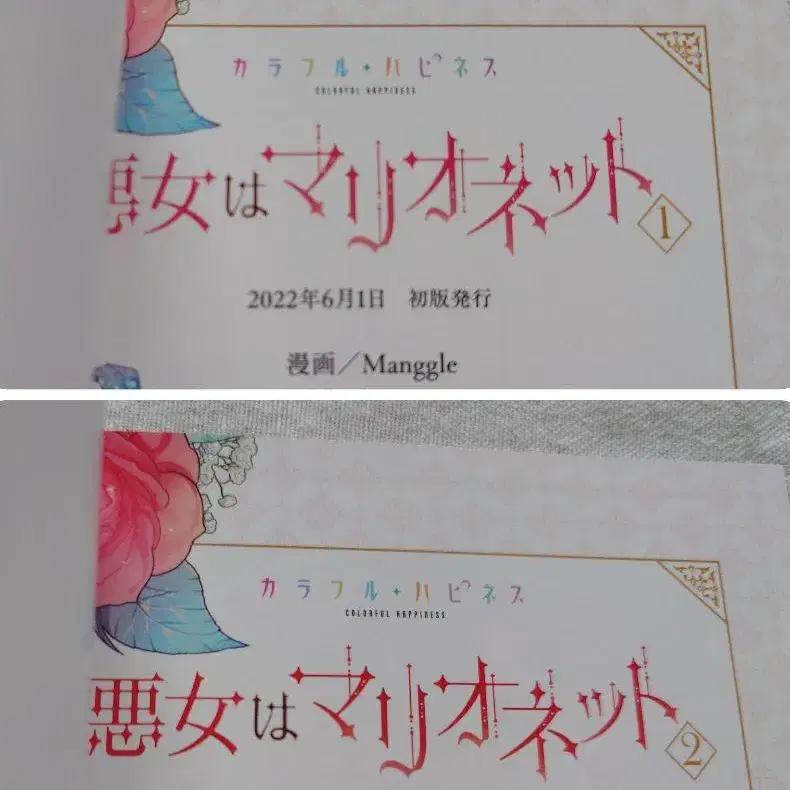 カラフル・ハピネス
COLORFUL HAPPINESS
悪女はマリオネット 1
2022年6月1日 初版発行
漫画／Manggle
カラフル・ハピネス
COLORFUL HAPPINESS
悪女はマリオネット 2